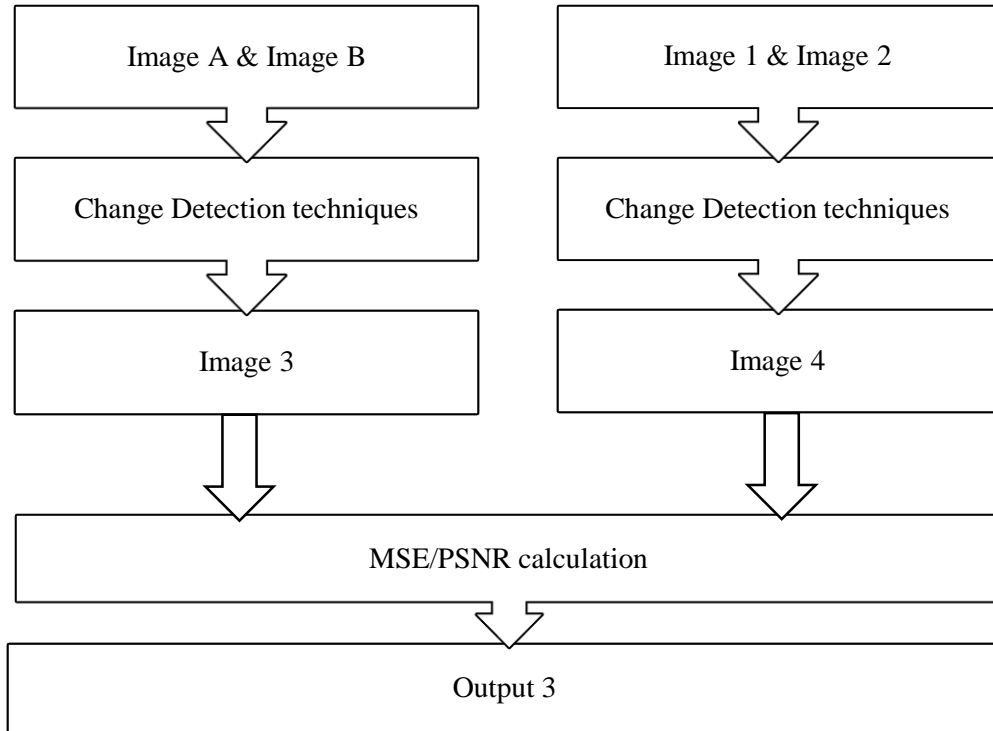 Image A & Image B
Image 1 & Image 2
Change Detection techniques
Change Detection techniques
Image 3
Image 4
MSE/PSNR calculation
Output 3